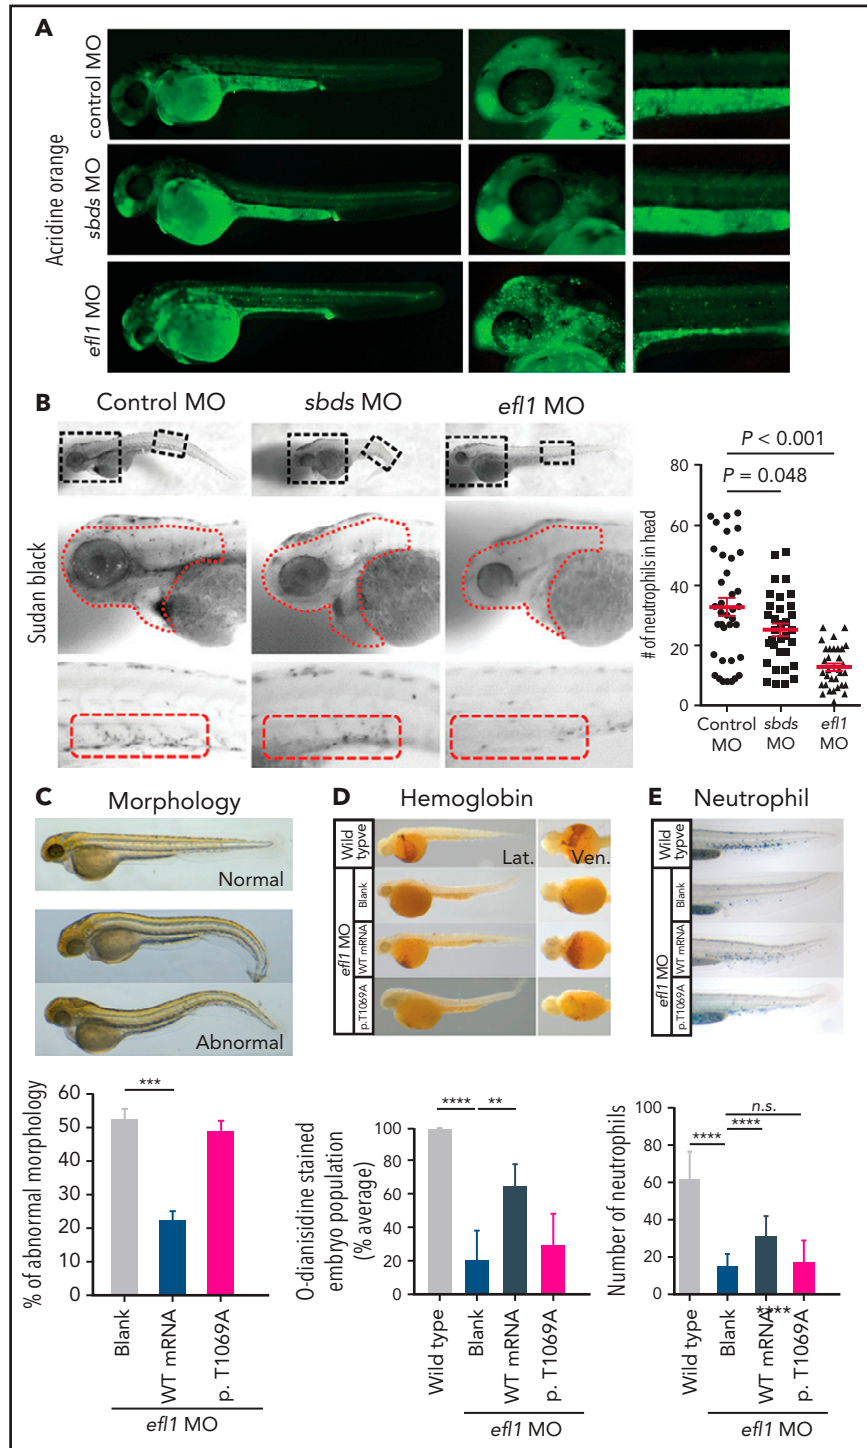 A
Acridine orange
control MO
sbds MO
efl1 MO
B
Control MO
sbds MO
efl1 MO
Sudan black
P < 0.001
P = 0.048
# of neutrophils in head
80
60
40
20
0
Control
MO
sbds
MO
efl1
MO
C
Morphology
Normal
Abnormal
% of abnormal morphology
60
50
40
30
20
10
0
***
Blank
WT mRNA
p. T1069A
efl1 MO
D
Hemoglobin
Wild
typve
efl1 MO
Blank
WT mRNA
p.T1069A
Lat.
Ven.
O-dianisidine stained
embryo population
(% average)
100
80
60
40
20
****
**
Wild type
Blank
WT mRNA
p. T1069A
efl1 MO
E
Neutrophil
Wild
typve
efl1 MO
Blank
WT mRNA
p.T1069A
Number of neutrophils
100
80
60
40
20
0
n.s.
****
****
Wild type
Blank
WT mRNA
****
p. T1069A
efl1 MO